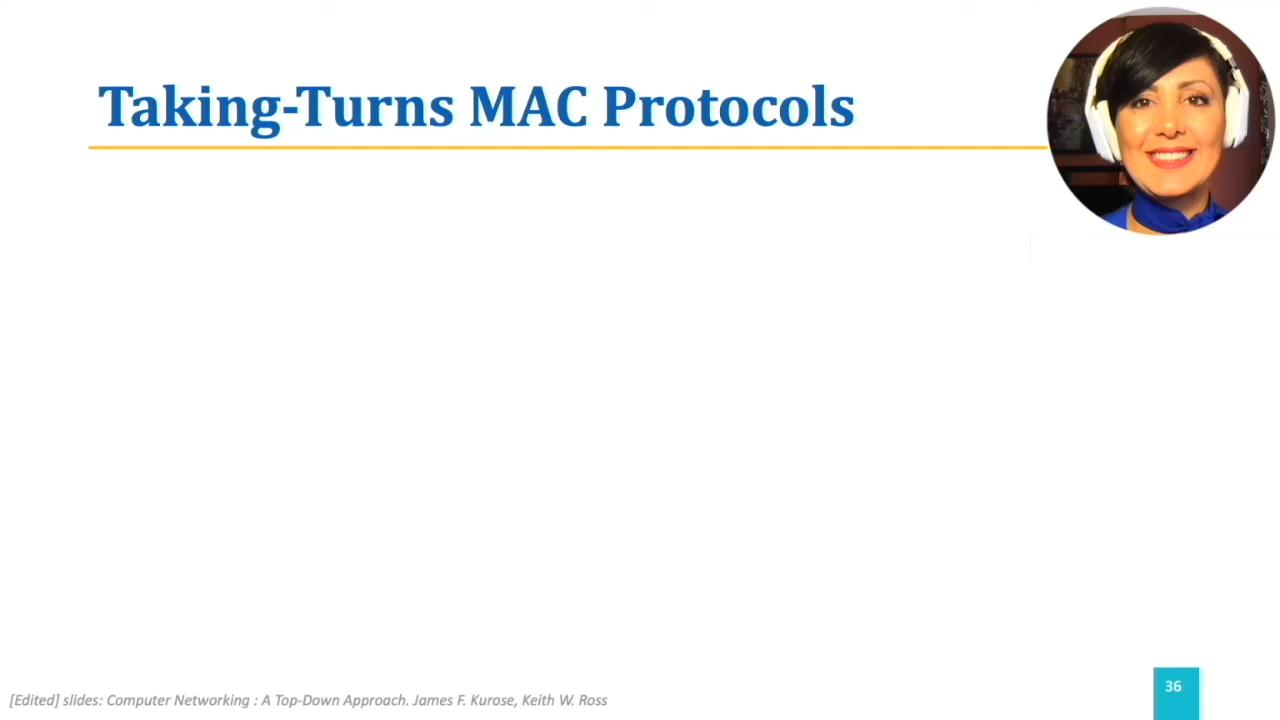 Taking-Turns MAC Protocols
[Edited] slides: Computer Networking : A Top-Down Approach. James F. Kurose, Keith W. Ross
36